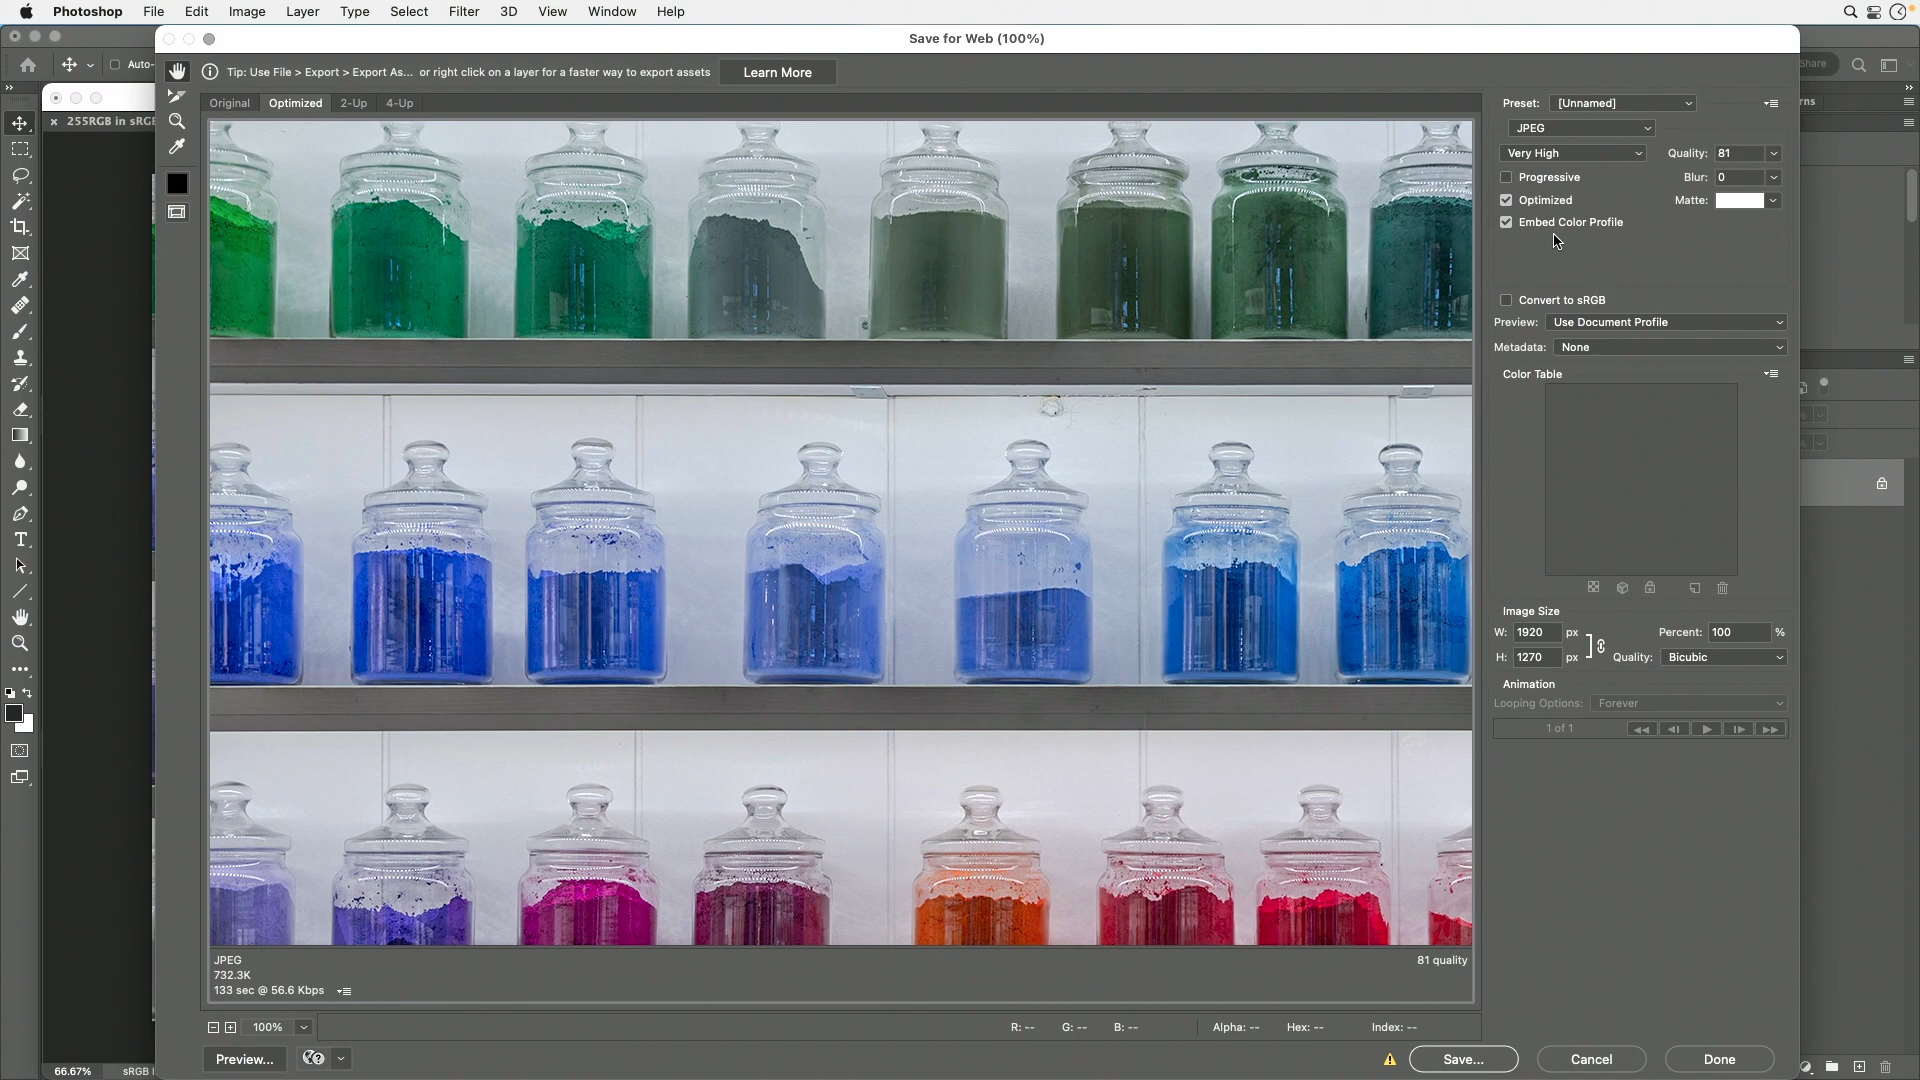 Photoshop File Edit Image Layer Type Select Filter 3D View Window Help
Save for Web (100%)
Auto-
Share
Tip: Use File > Export > Export As... or right click on a layer for a faster way to export assets
Learn More
Original Optimized 2-Up 4-Up
255RGB in sRG
Preset: [Unnamed]
JPEG
Very High Quality: 81
Progressive Blur: 0
Optimized Matte:
Embed Color Profile
Convert to sRGB
Preview: Use Document Profile
Metadata: None
Color Table
Image Size
W: 1920 px Percent: 100 %
H: 1270 px Quality: Bicubic
Animation
Looping Options: Forever
1 of 1
JPEG
732.3K
133 sec @ 56.6 Kbps
81 quality
100% R: -- G: -- B: -- Alpha: -- Hex: -- Index: --
Preview... Save... Cancel Done
66.67% sRGB